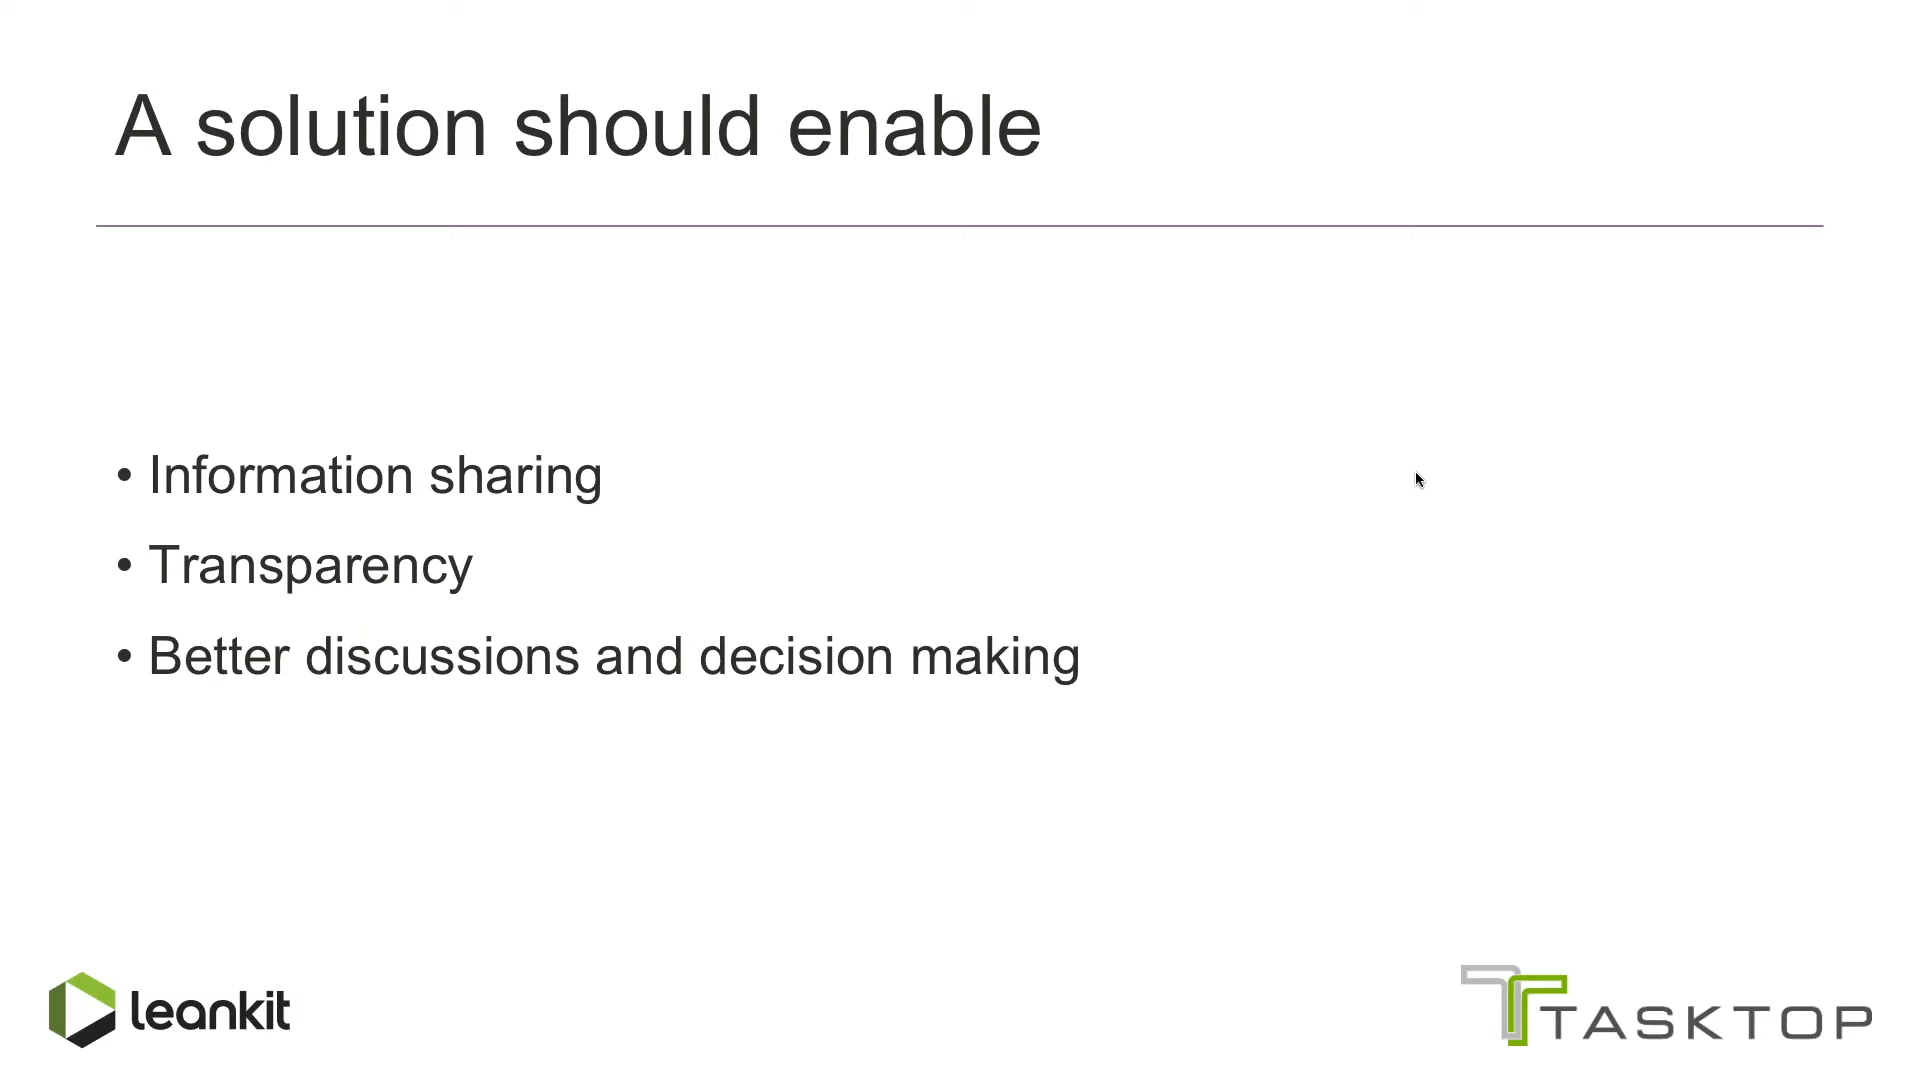 A solution should enable
• Information sharing
• Transparency
• Better discussions and decision making
leankit
TASKTOP